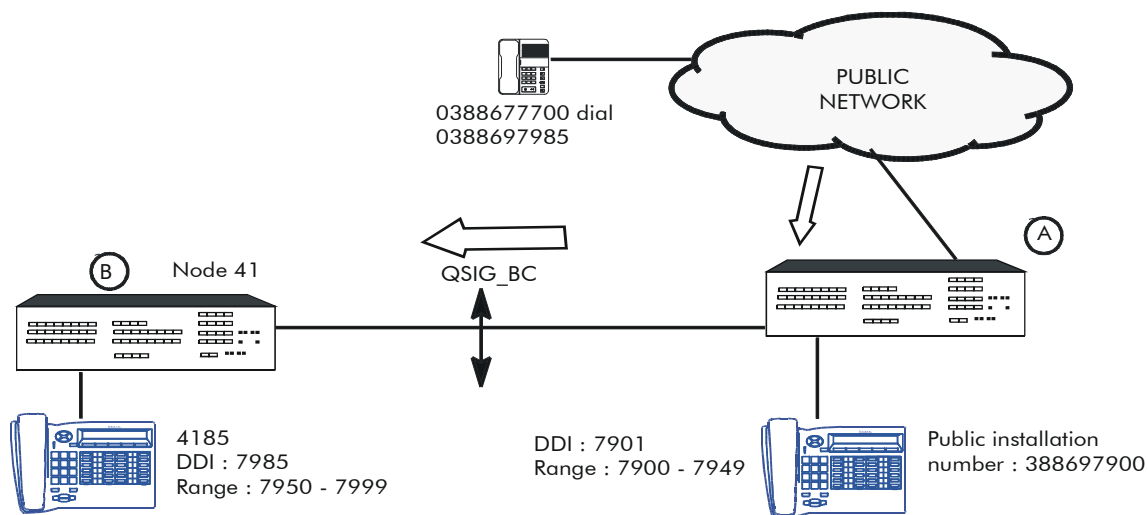 PUBLIC
NETWORK
0388677700 dial
0388697985
A
B
Node 41
QSIG_BC
4185
DDI : 7985
Range : 7950 - 7999
DDI : 7901
Range : 7900 - 7949
Public installation
number : 388697900